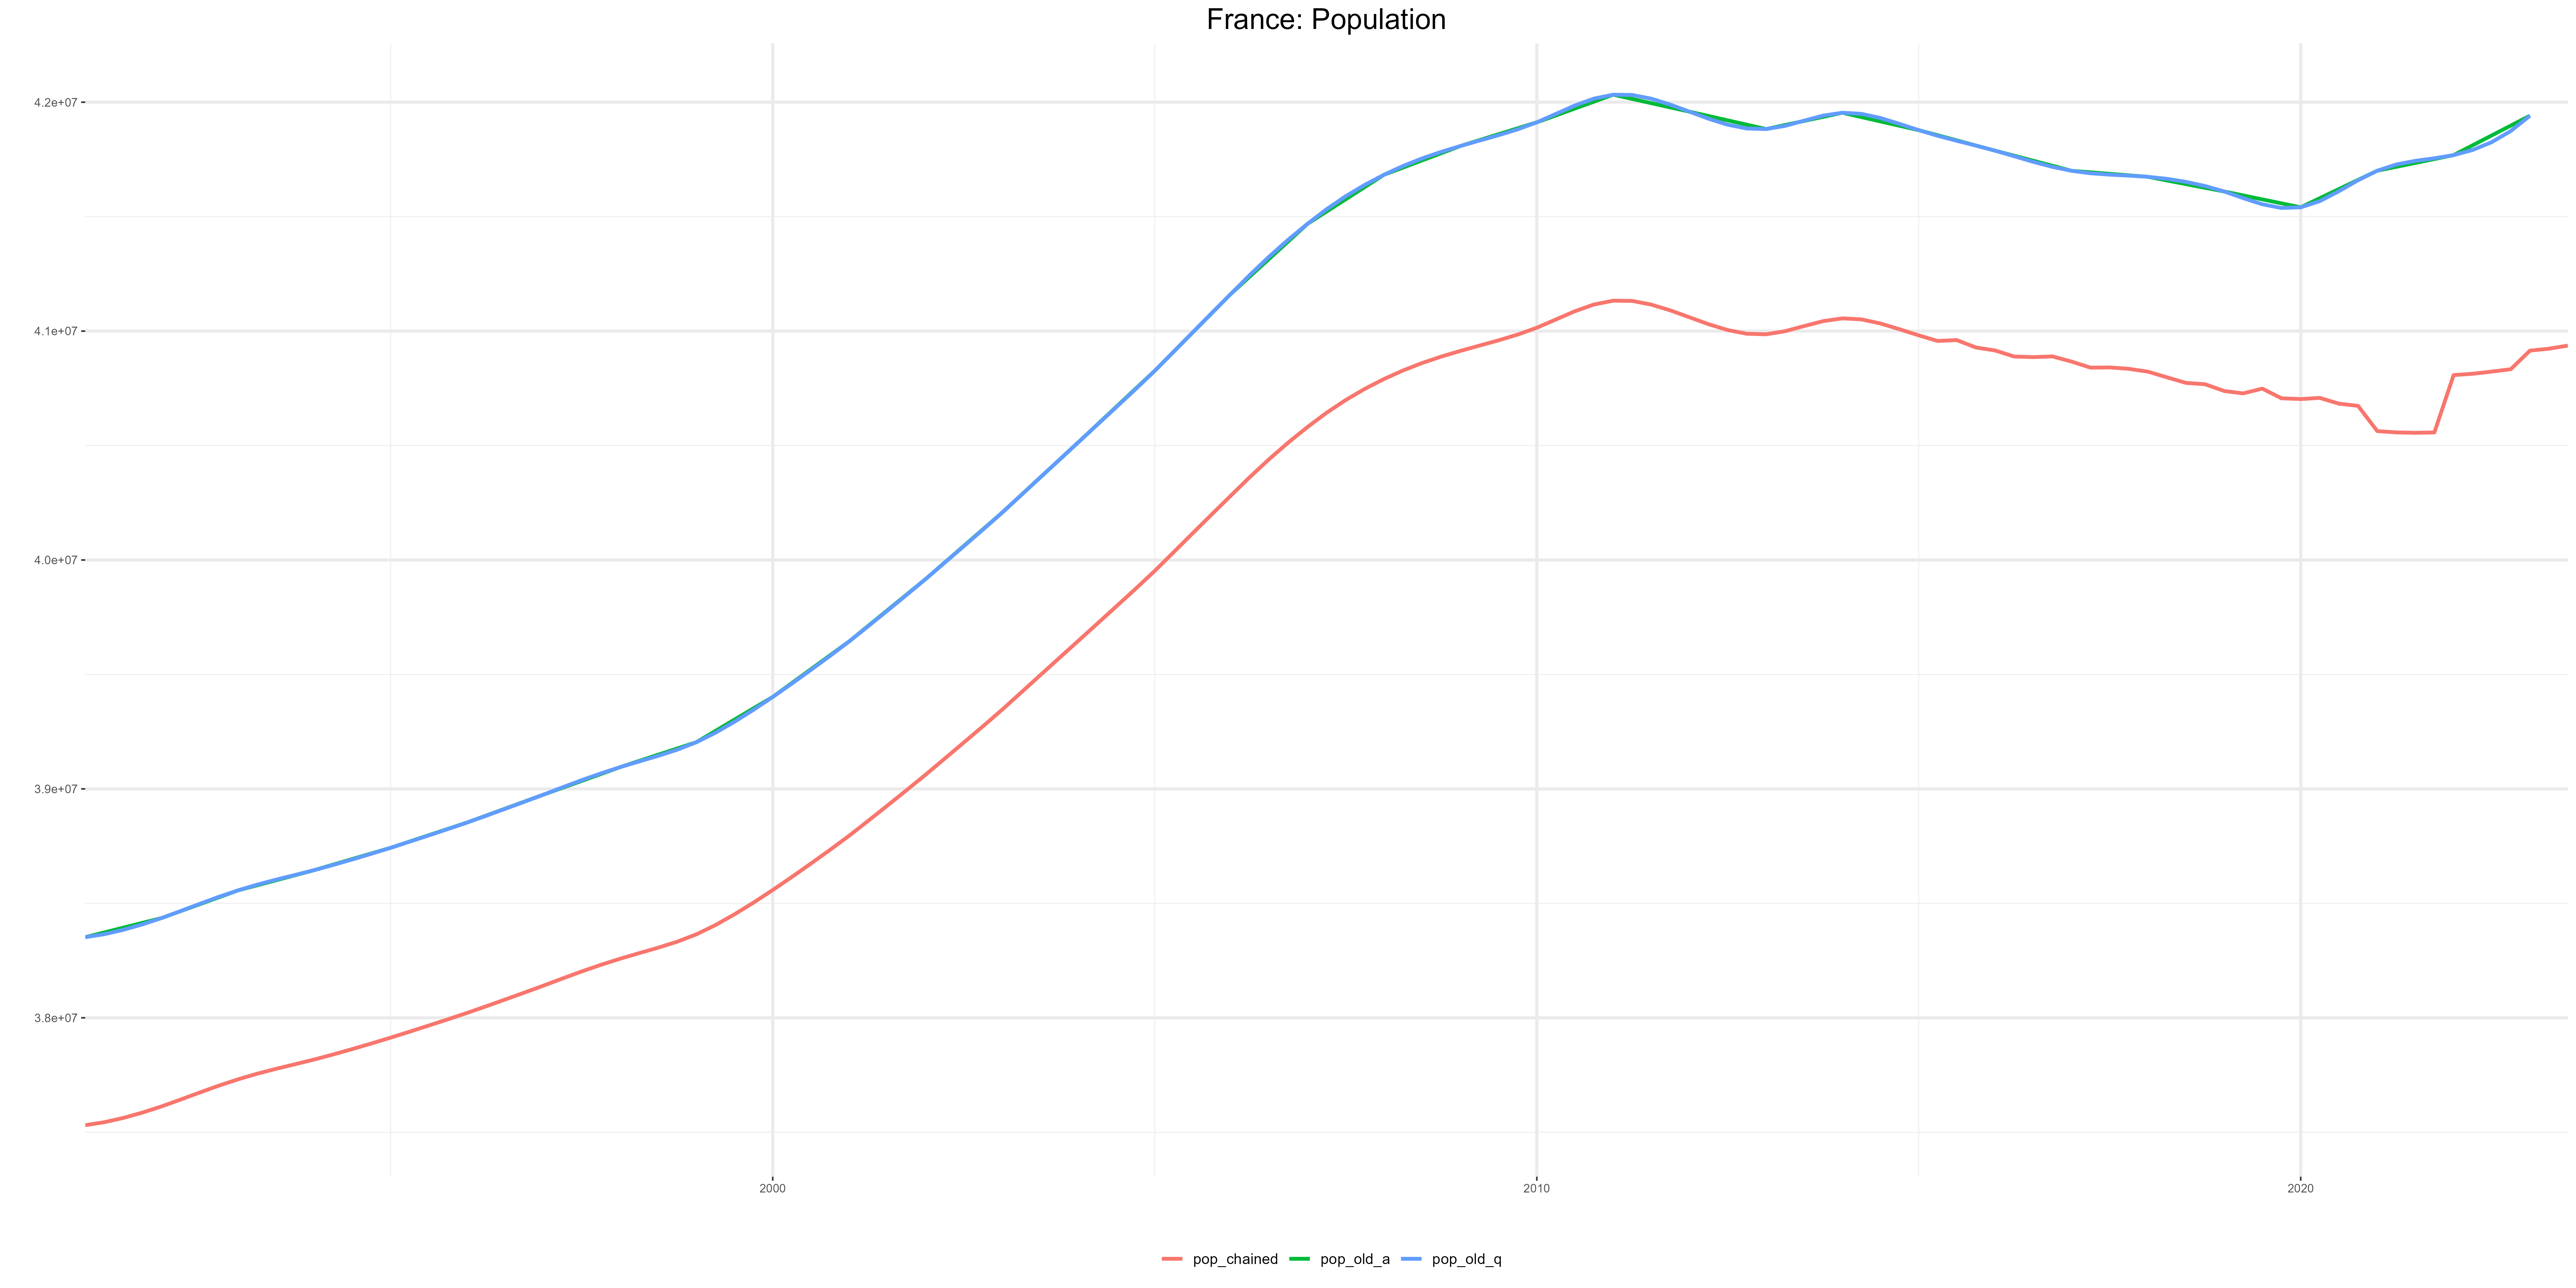 France: Population
4.2e+07
4.1e+07
4.0e+07
3.9e+07
3.8e+07
2000 2010 2020
pop_chained pop_old_a pop_old_q